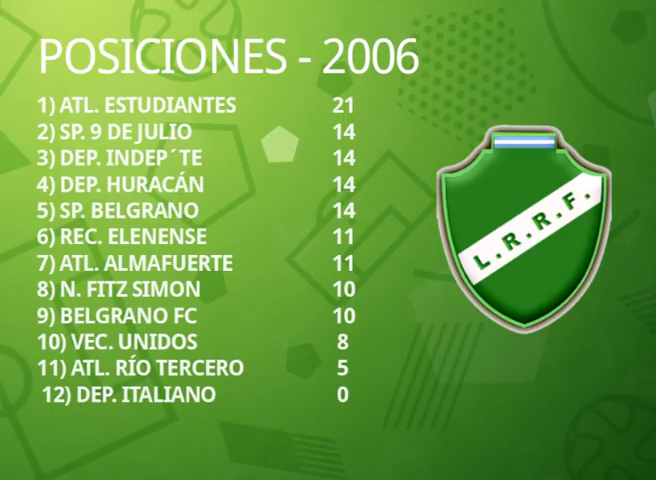 POSICIONES - 2006
1) ATL. ESTUDIANTES 21
2) SP. 9 DE JULIO 14
3) DEP. INDEP´TE 14
4) DEP. HURACÁN 14
5) SP. BELGRANO 14
6) REC. ELENENSE 11
7) ATL. ALMAFUERTE 11
8) N. FITZ SIMON 10
9) BELGRANO FC 10
10) VEC. UNIDOS 8
11) ATL. RÍO TERCERO 5
12) DEP. ITALIANO 0
L.R.R.F.